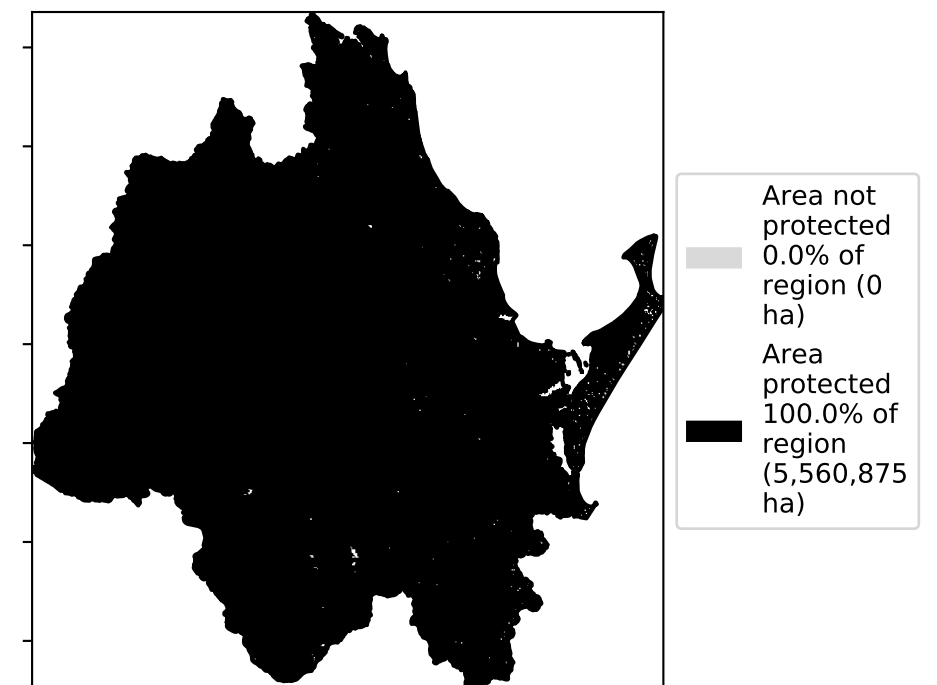 Area not
protected
0.0% of
region (0
ha)
Area
protected
100.0% of
region
(5,560,875
ha)